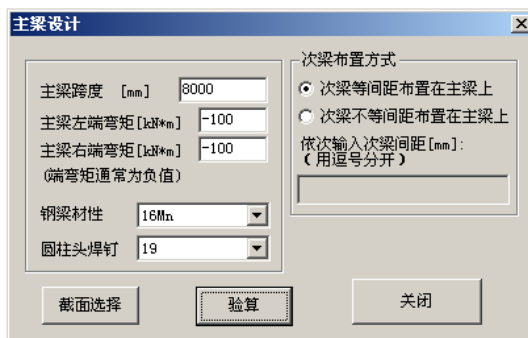 主梁设计
主梁跨度 [mm] 8000
主梁左端弯矩[kN*m] -100
主梁右端弯矩[kN*m] -100
(端弯矩通常为负值)
钢梁材性 16Mn
圆柱头焊钉 19
次梁布置方式
次梁等间距布置在主梁上
次梁不等间距布置在主梁上
依次输入次梁间距[mm]:
(用逗号分开)
截面选择 验算 关闭